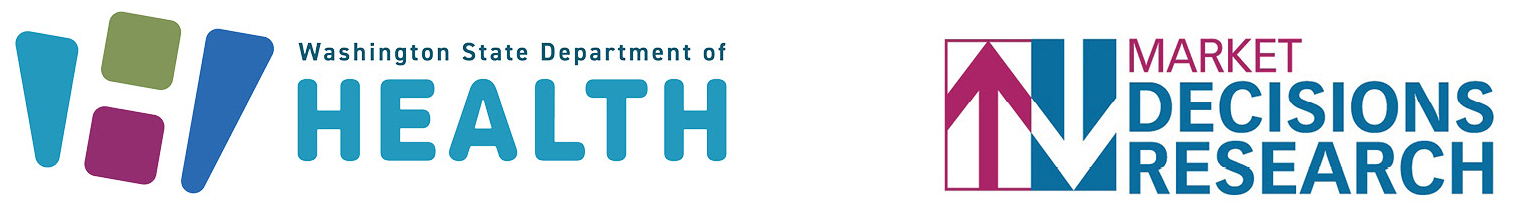 Washington State Department of
HEALTH
MARKET
DECISIONS
RESEARCH